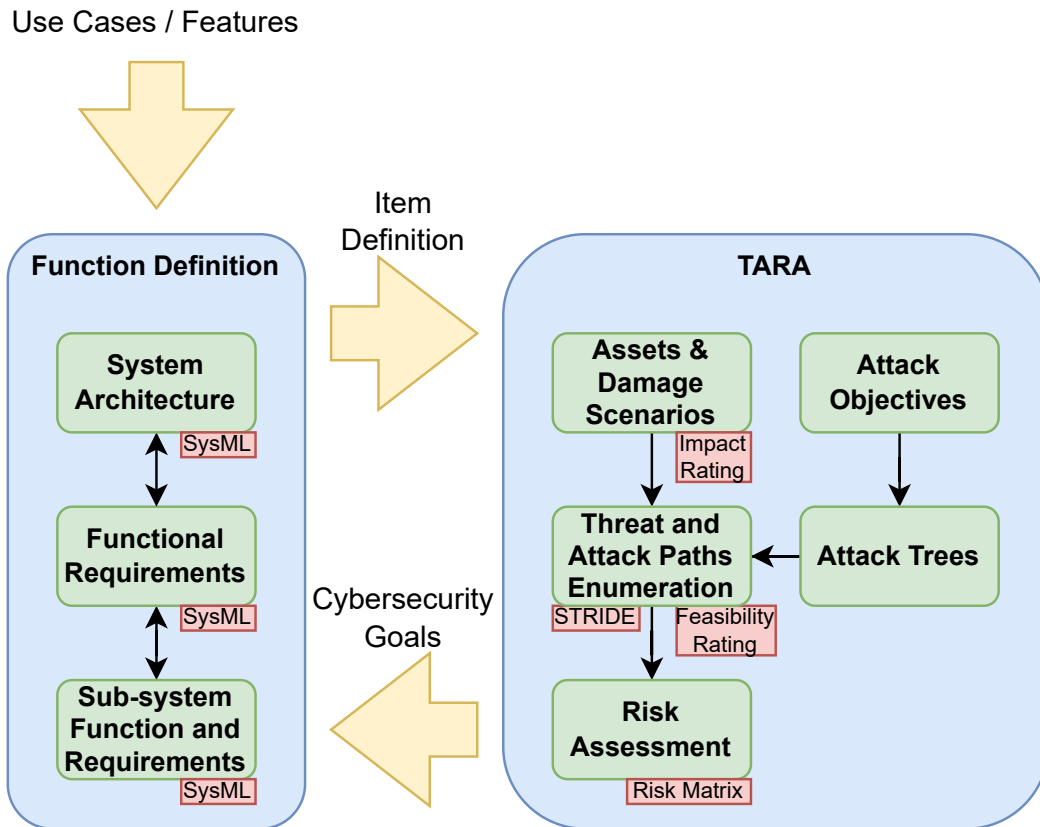 Use Cases / Features
Item
Definition
Function Definition
System
Architecture
SysML
Functional
Requirements
SysML
Sub-system
Function and
Requirements
SysML
Cybersecurity
Goals
TARA
Assets &
Damage
Scenarios
Impact
Rating
Attack
Objectives
Threat and
Attack Paths
Enumeration
STRIDE
Feasibility
Rating
Attack Trees
Risk
Assessment
Risk Matrix